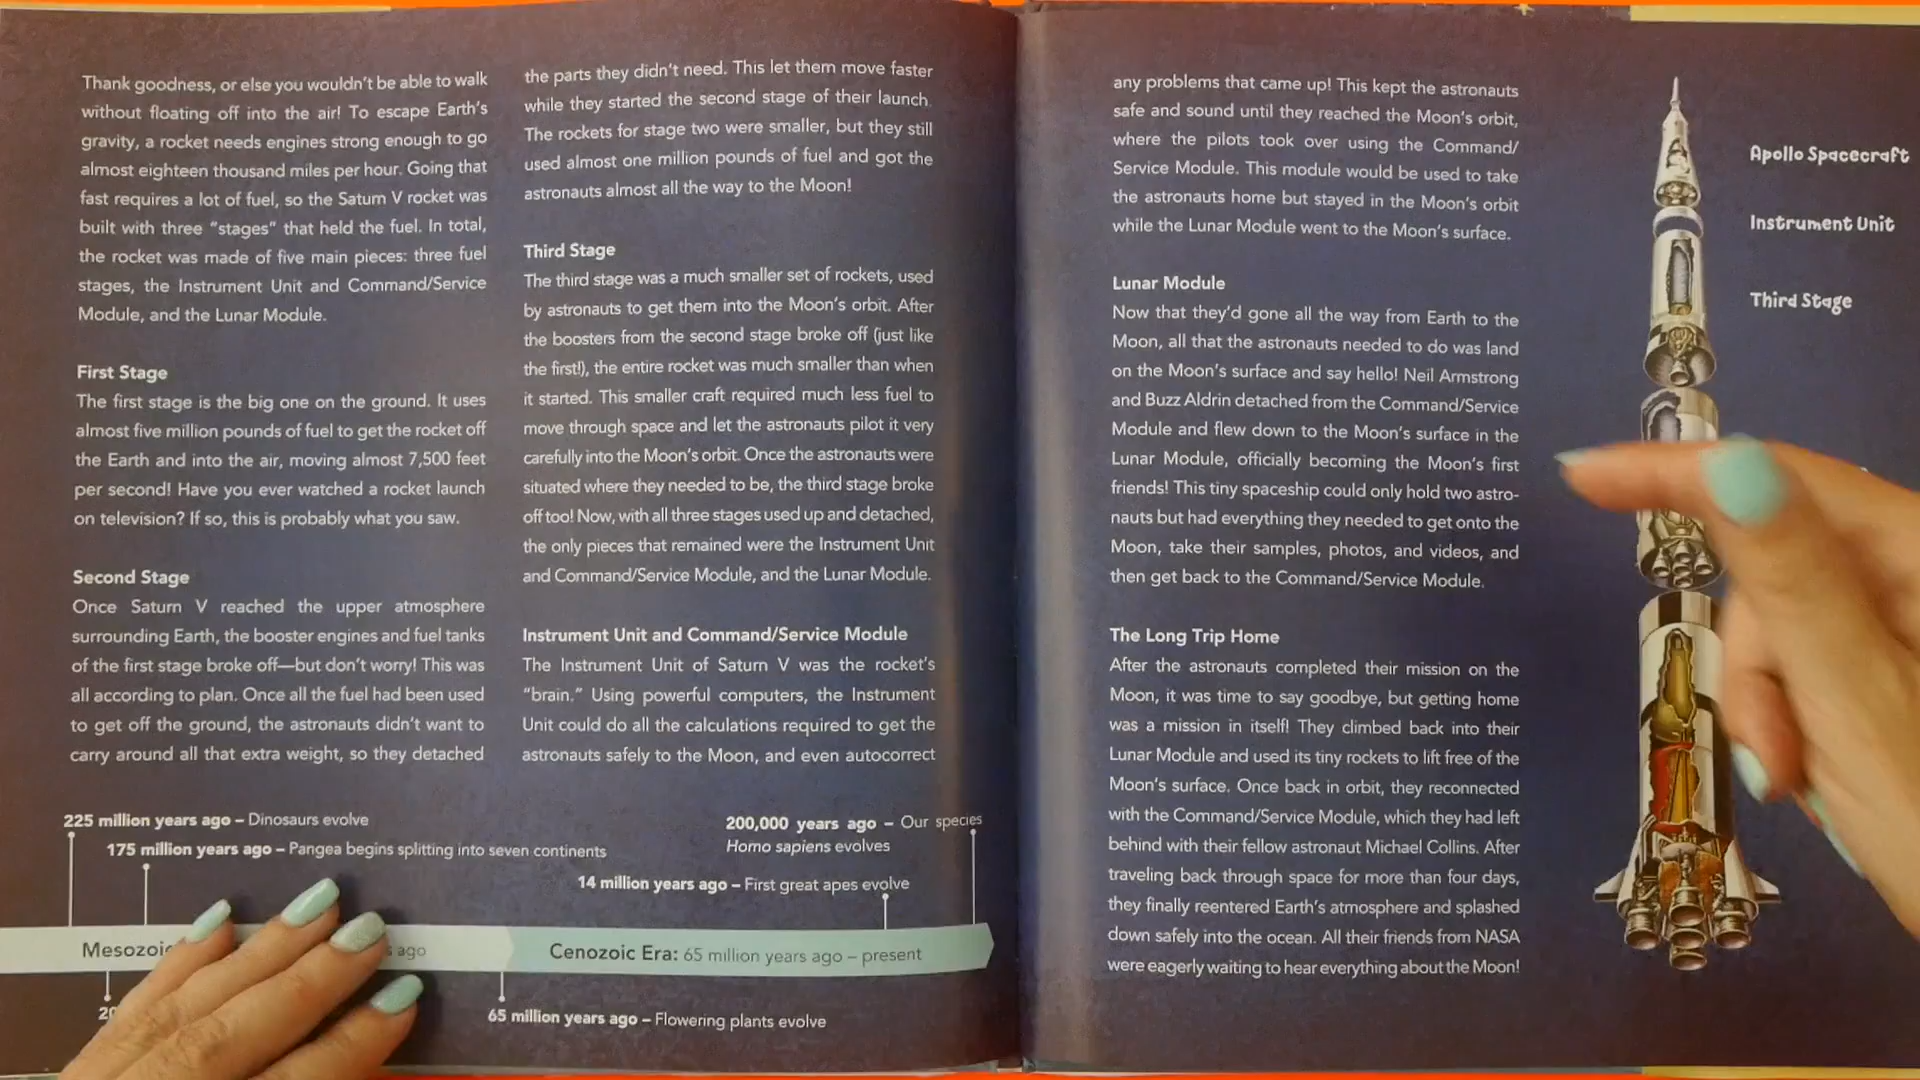 Thank goodness, or else you wouldn't be able to walk
without floating off into the air! To escape Earth's
gravity, a rocket needs engines strong enough to go
almost eighteen thousand miles per hour. Going that
fast requires a lot of fuel, so the Saturn V rocket was
built with three "stages" that held the fuel. In total,
the rocket was made of five main pieces: three fuel
stages, the Instrument Unit and Command/Service
Module, and the Lunar Module.
First Stage
The first stage is the big one on the ground. It uses
almost five million pounds of fuel to get the rocket off
the Earth and into the air, moving almost 7,500 feet
per second! Have you ever watched a rocket launch
on television? If so, this is probably what you saw.
Second Stage
Once Saturn V reached the upper atmosphere
surrounding Earth, the booster engines and fuel tanks
of the first stage broke off—but don't worry! This was
all according to plan. Once all the fuel had been used
to get off the ground, the astronauts didn't want to
carry around all that extra weight, so they detached
the parts they didn't need. This let them move faster
while they started the second stage of their launch.
The rockets for stage two were smaller, but they still
used almost one million pounds of fuel and got the
astronauts almost all the way to the Moon!
Third Stage
The third stage was a much smaller set of rockets, used
by astronauts to get them into the Moon's orbit. After
the boosters from the second stage broke off (just like
the first!), the entire rocket was much smaller than when
it started. This smaller craft required much less fuel to
move through space and let the astronauts pilot it very
carefully into the Moon's orbit. Once the astronauts were
situated where they needed to be, the third stage broke
off too! Now, with all three stages used up and detached,
the only pieces that remained were the Instrument Unit
and Command/Service Module, and the Lunar Module.
Instrument Unit and Command/Service Module
The Instrument Unit of Saturn V was the rocket's
"brain." Using powerful computers, the Instrument
Unit could do all the calculations required to get the
astronauts safely to the Moon, and even autocorrect
225 million years ago – Dinosaurs evolve
175 million years ago – Pangea begins splitting into seven continents
200,000 years ago – Our species
Homo sapiens evolves
14 million years ago – First great apes evolve
Mesozoic ago
Cenozoic Era: 65 million years ago – present
65 million years ago – Flowering plants evolve
any problems that came up! This kept the astronauts
safe and sound until they reached the Moon's orbit,
where the pilots took over using the Command/
Service Module. This module would be used to take
the astronauts home but stayed in the Moon's orbit
while the Lunar Module went to the Moon's surface.
Lunar Module
Now that they'd gone all the way from Earth to the
Moon, all that the astronauts needed to do was land
on the Moon's surface and say hello! Neil Armstrong
and Buzz Aldrin detached from the Command/Service
Module and flew down to the Moon's surface in the
Lunar Module, officially becoming the Moon's first
friends! This tiny spaceship could only hold two astro-
nauts but had everything they needed to get onto the
Moon, take their samples, photos, and videos, and
then get back to the Command/Service Module.
The Long Trip Home
After the astronauts completed their mission on the
Moon, it was time to say goodbye, but getting home
was a mission in itself! They climbed back into their
Lunar Module and used its tiny rockets to lift free of the
Moon's surface. Once back in orbit, they reconnected
with the Command/Service Module, which they had left
behind with their fellow astronaut Michael Collins. After
traveling back through space for more than four days,
they finally reentered Earth's atmosphere and splashed
down safely into the ocean. All their friends from NASA
were eagerly waiting to hear everything about the Moon!
Apollo Spacecraft
Instrument Unit
Third Stage